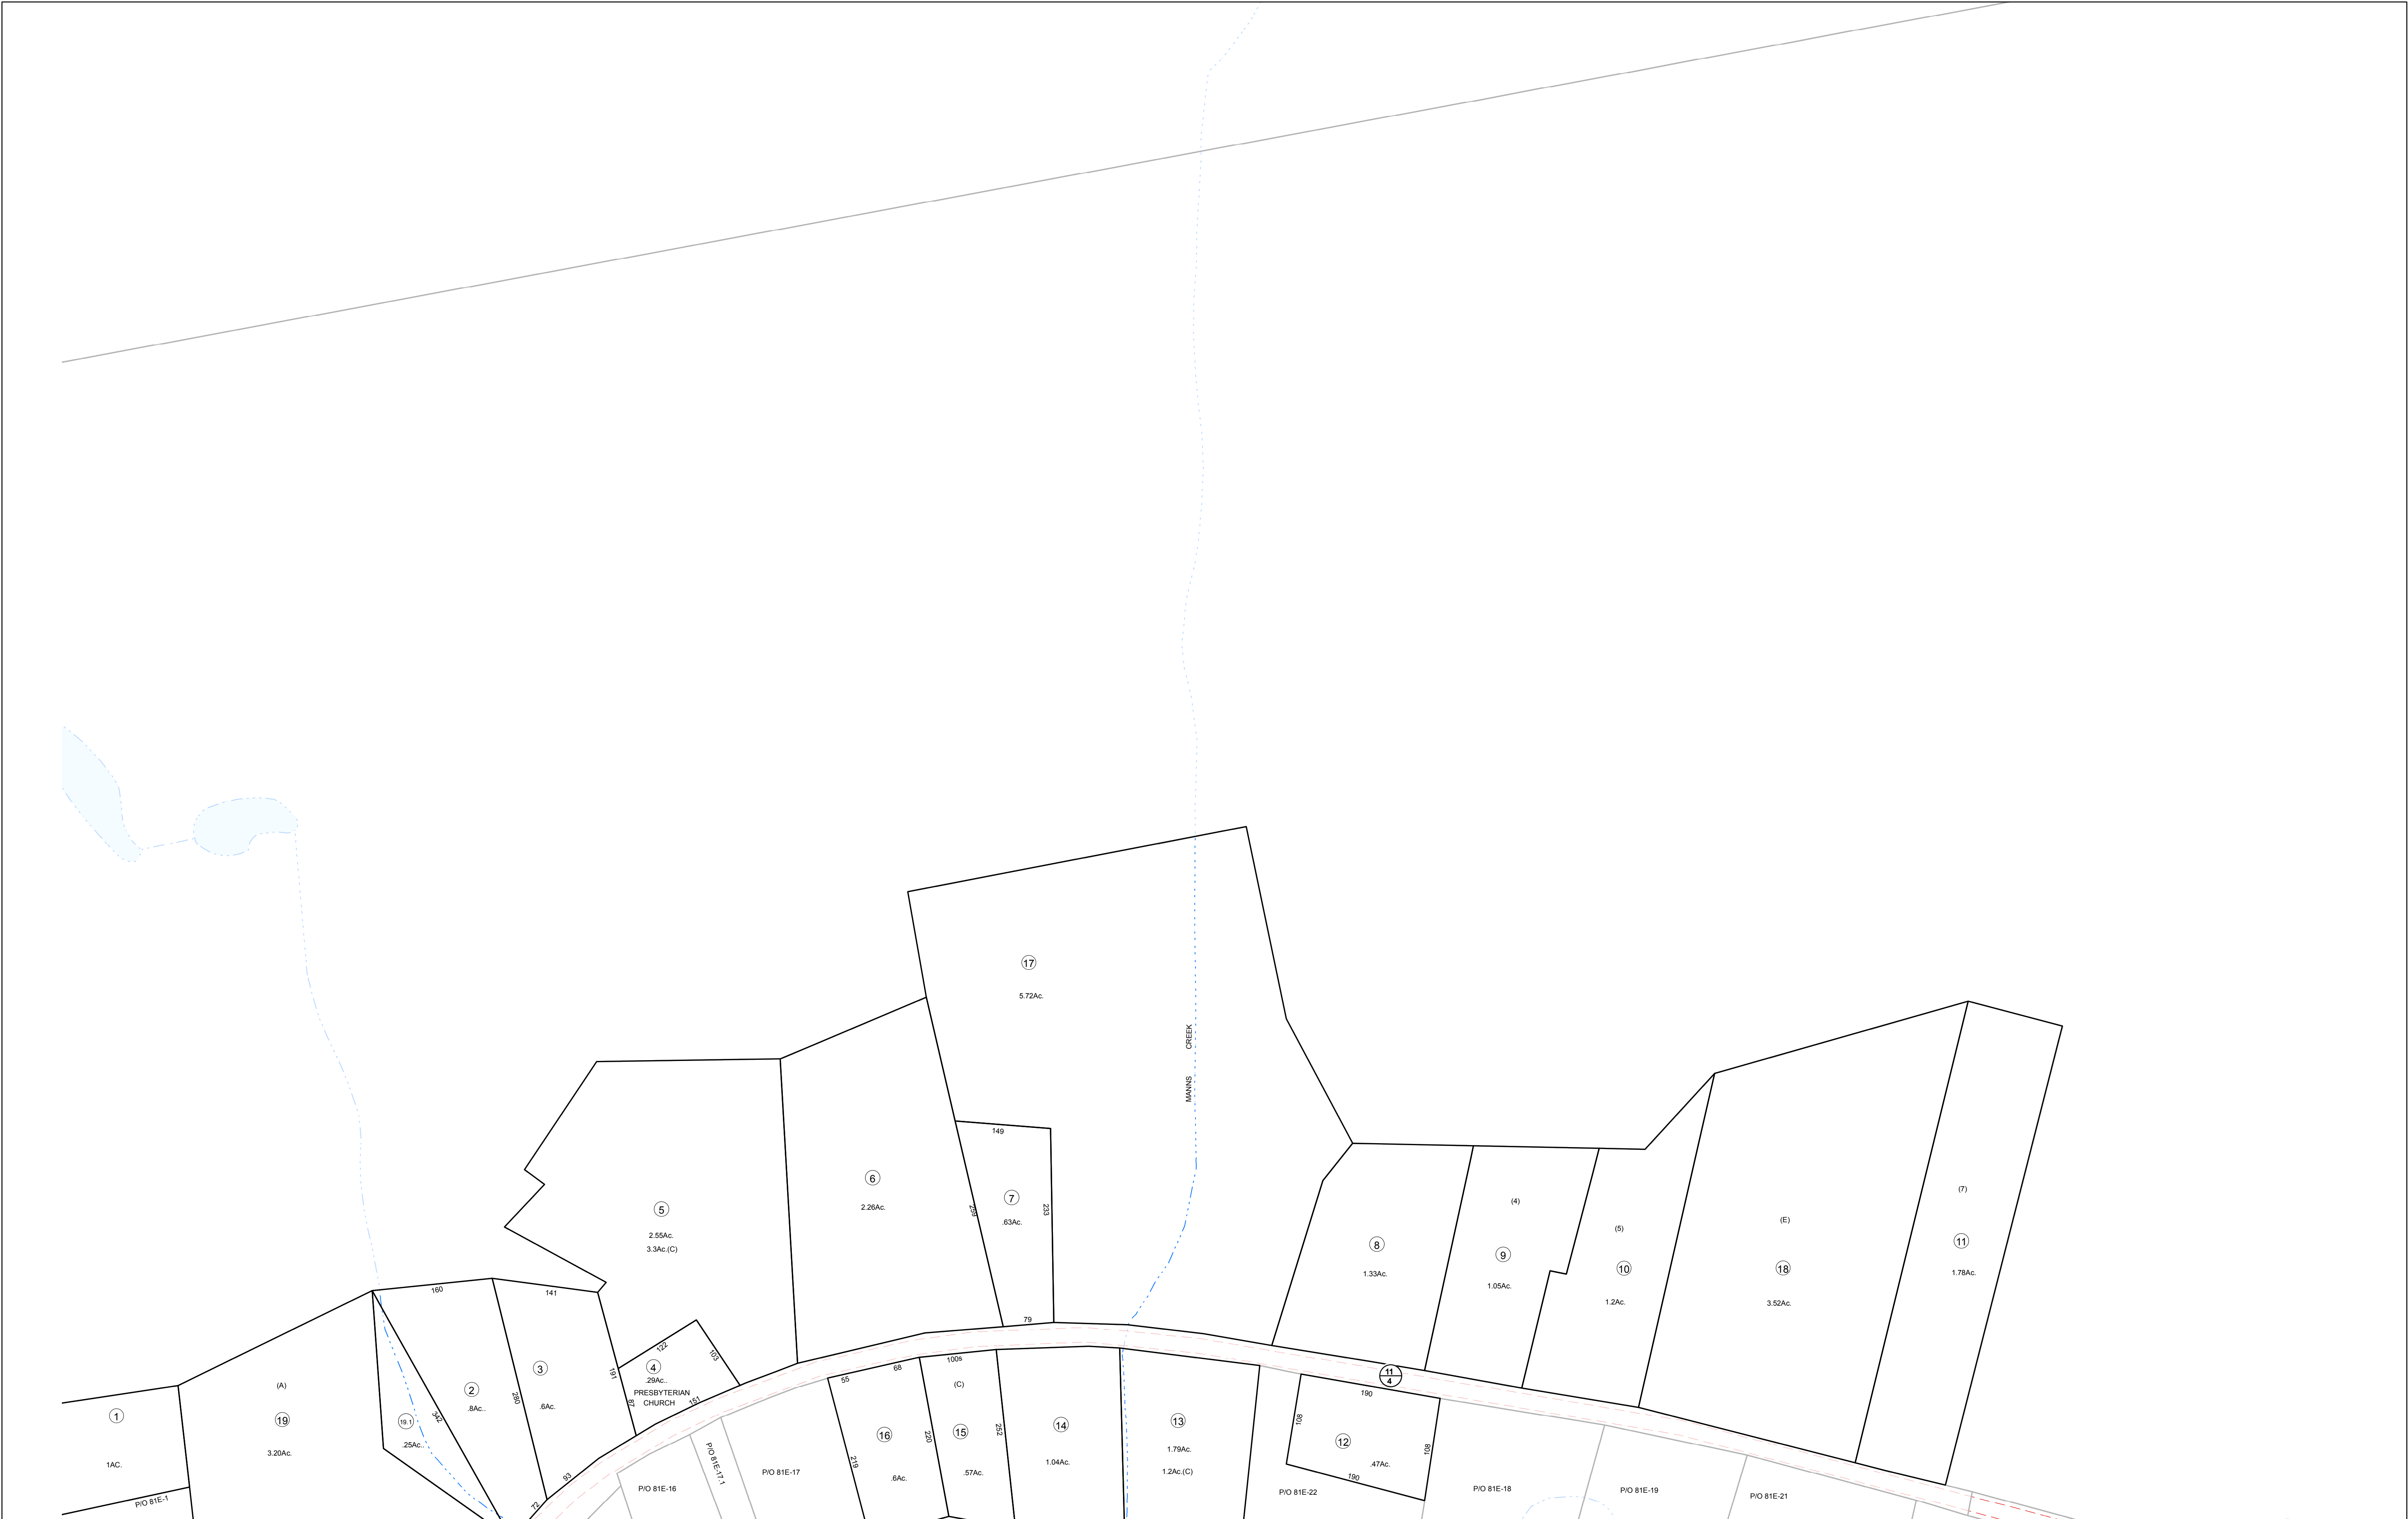 17
5.72Ac.
CREEK
MANNS
149
233
259
7
.63Ac.
79
6
2.26Ac.
5
2.55Ac.
3.3Ac.(C)
(4)
9
1.05Ac.
(5)
10
1.2Ac.
(E)
18
3.52Ac.
(7)
11
1.78Ac.
8
1.33Ac.
160
141
342
280
191
87
122
103
151
4
.29Ac..
PRESBYTERIAN
CHURCH
3
.6Ac.
2
.8Ac..
93
72
(A)
19
3.20Ac.
19.1
.25Ac..
1
1AC.
P/O 81E-1
P/O 81E-16
P/O 81E-17.1
P/O 81E-17
55
68
219
16
.6Ac.
220
100s
(C)
15
.57Ac.
252
14
1.04Ac.
13
1.79Ac.
1.2Ac.(C)
11
4
190
108
12
.47Ac.
108
190
P/O 81E-22
P/O 81E-18
P/O 81E-19
P/O 81E-21